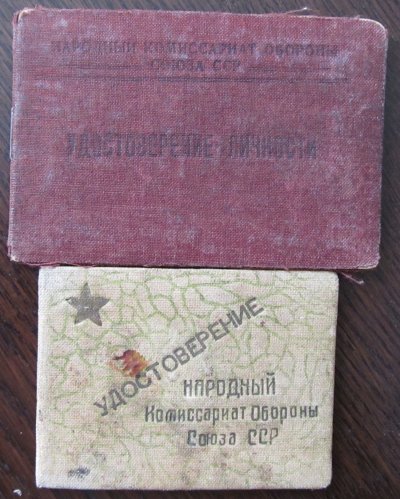 НАРОДНЫЙ КОМИССАРИАТ ОБОРОНЫ
СОЮЗА ССР
УДОСТОВЕРЕНИЕ ЛИЧНОСТИ
УДОСТОВЕРЕНИЕ
НАРОДНЫЙ
Комиссариат Обороны
Союза ССР